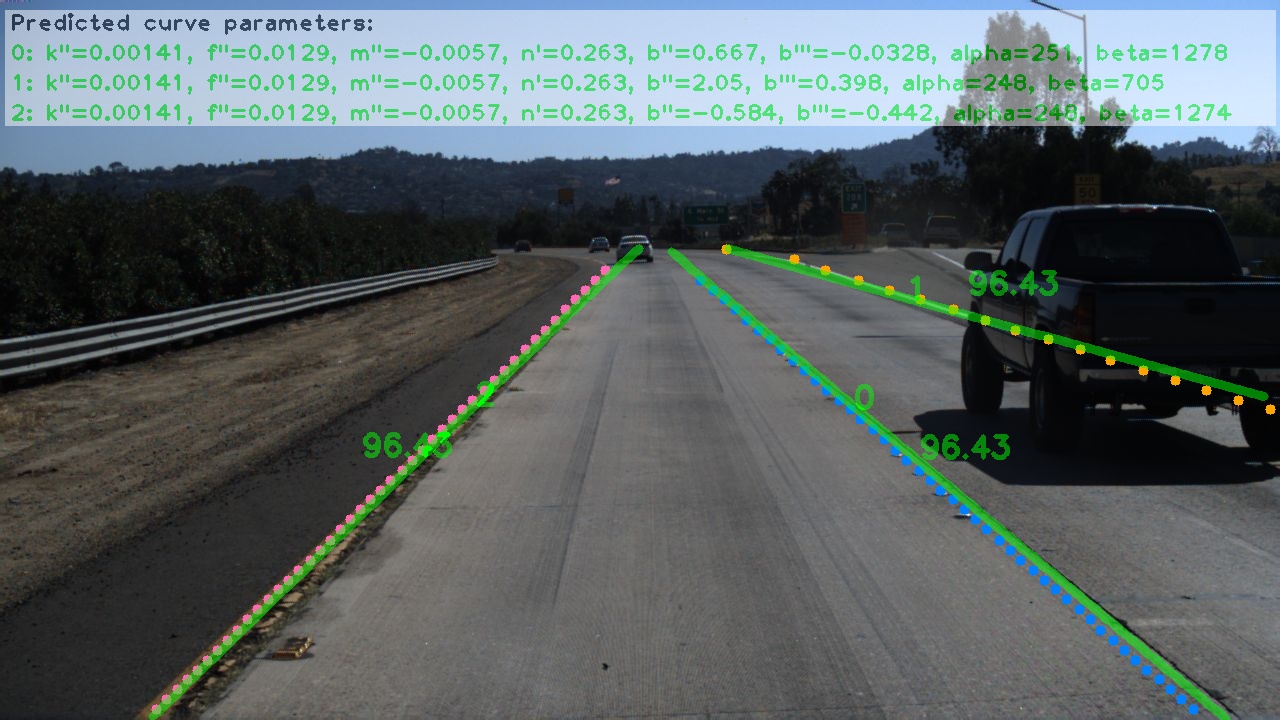 Predicted curve parameters:
0: k''=0.00141, f''=0.0129, m''=-0.0057, n'=0.263, b''=0.667, b'''=-0.0328, alpha=251, beta=1278
1: k''=0.00141, f''=0.0129, m''=-0.0057, n'=0.263, b''=2.05, b'''=0.398, alpha=248, beta=705
2: k''=0.00141, f''=0.0129, m''=-0.0057, n'=0.263, b''=-0.584, b'''=-0.442, alpha=248, beta=1274
EXIT
EXIT
50
1 96.43
2 0
96.43 96.43